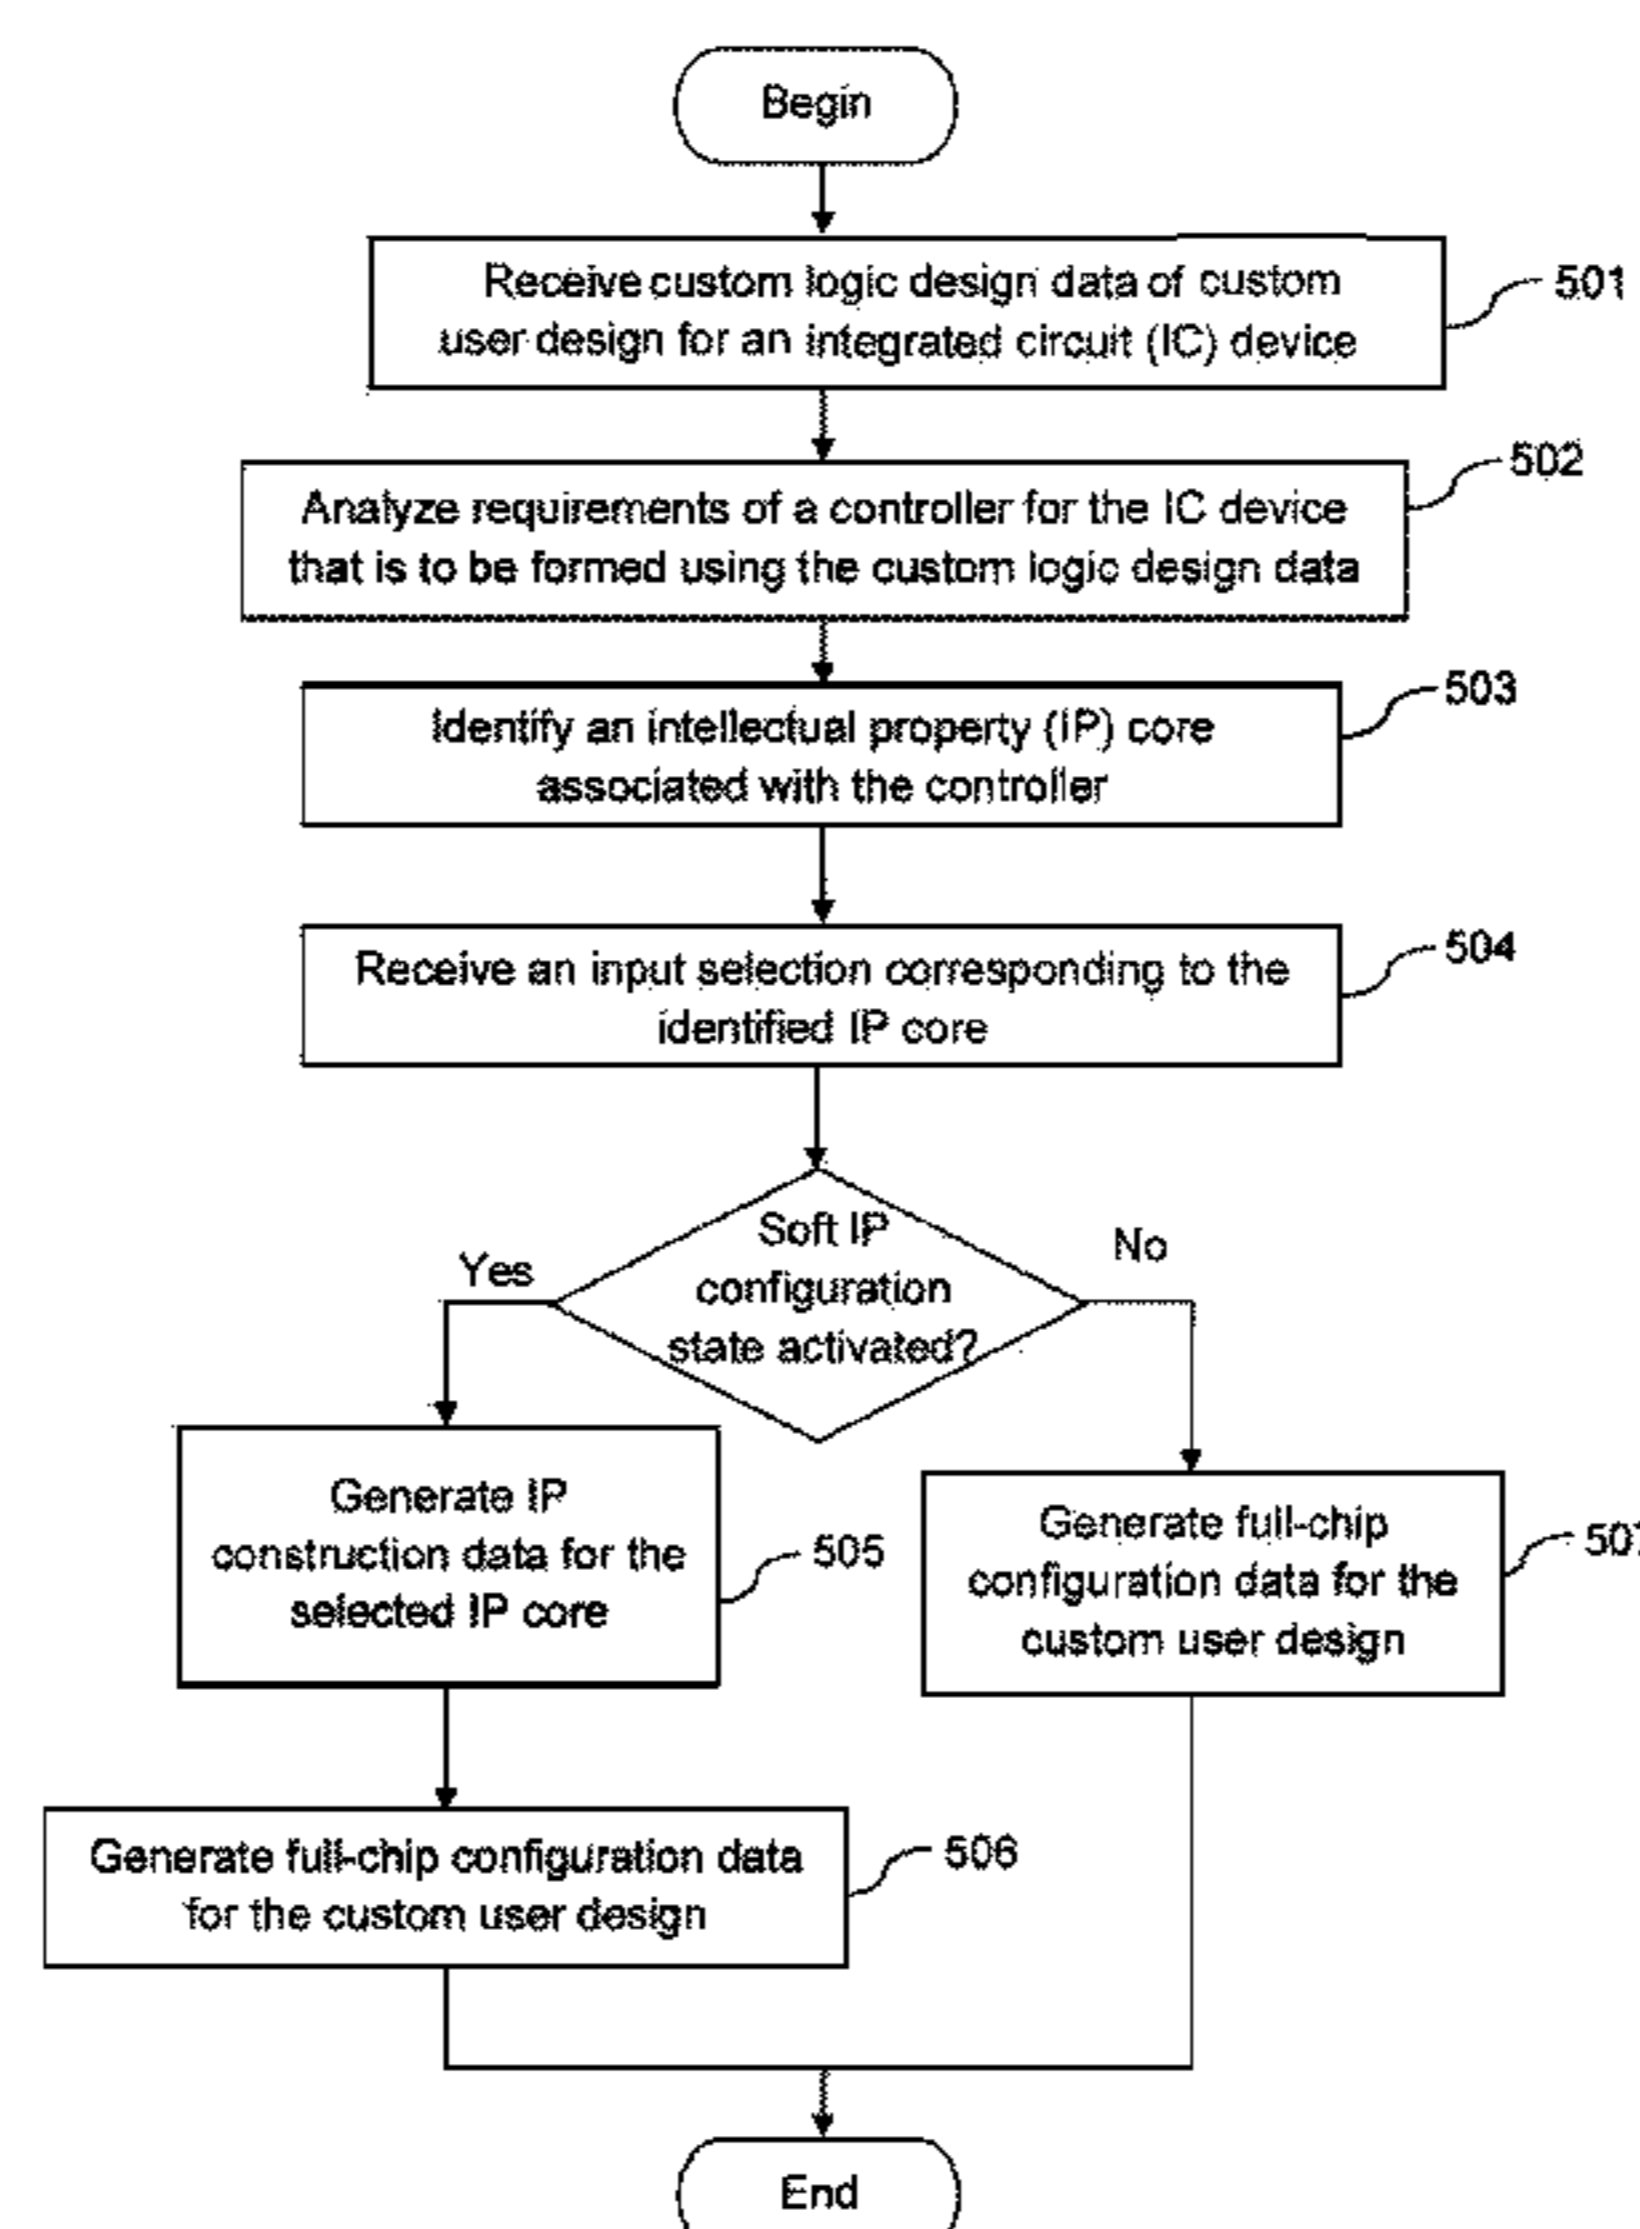 Begin
Receive custom logic design data of custom
user design for an integrated circuit (IC) device
501
502
Analyze requirements of a controller for the IC device
that is to be formed using the custom logic design data
503
Identify an intellectual property (IP) core
associated with the controller
504
Receive an input selection corresponding to the
identified IP core
Soft IP
configuration
state activated?
Yes
No
Generate IP
construction data for the
selected IP core
505
Generate full-chip
configuration data for the
custom user design
Generate full-chip configuration data
for the custom user design
506
End